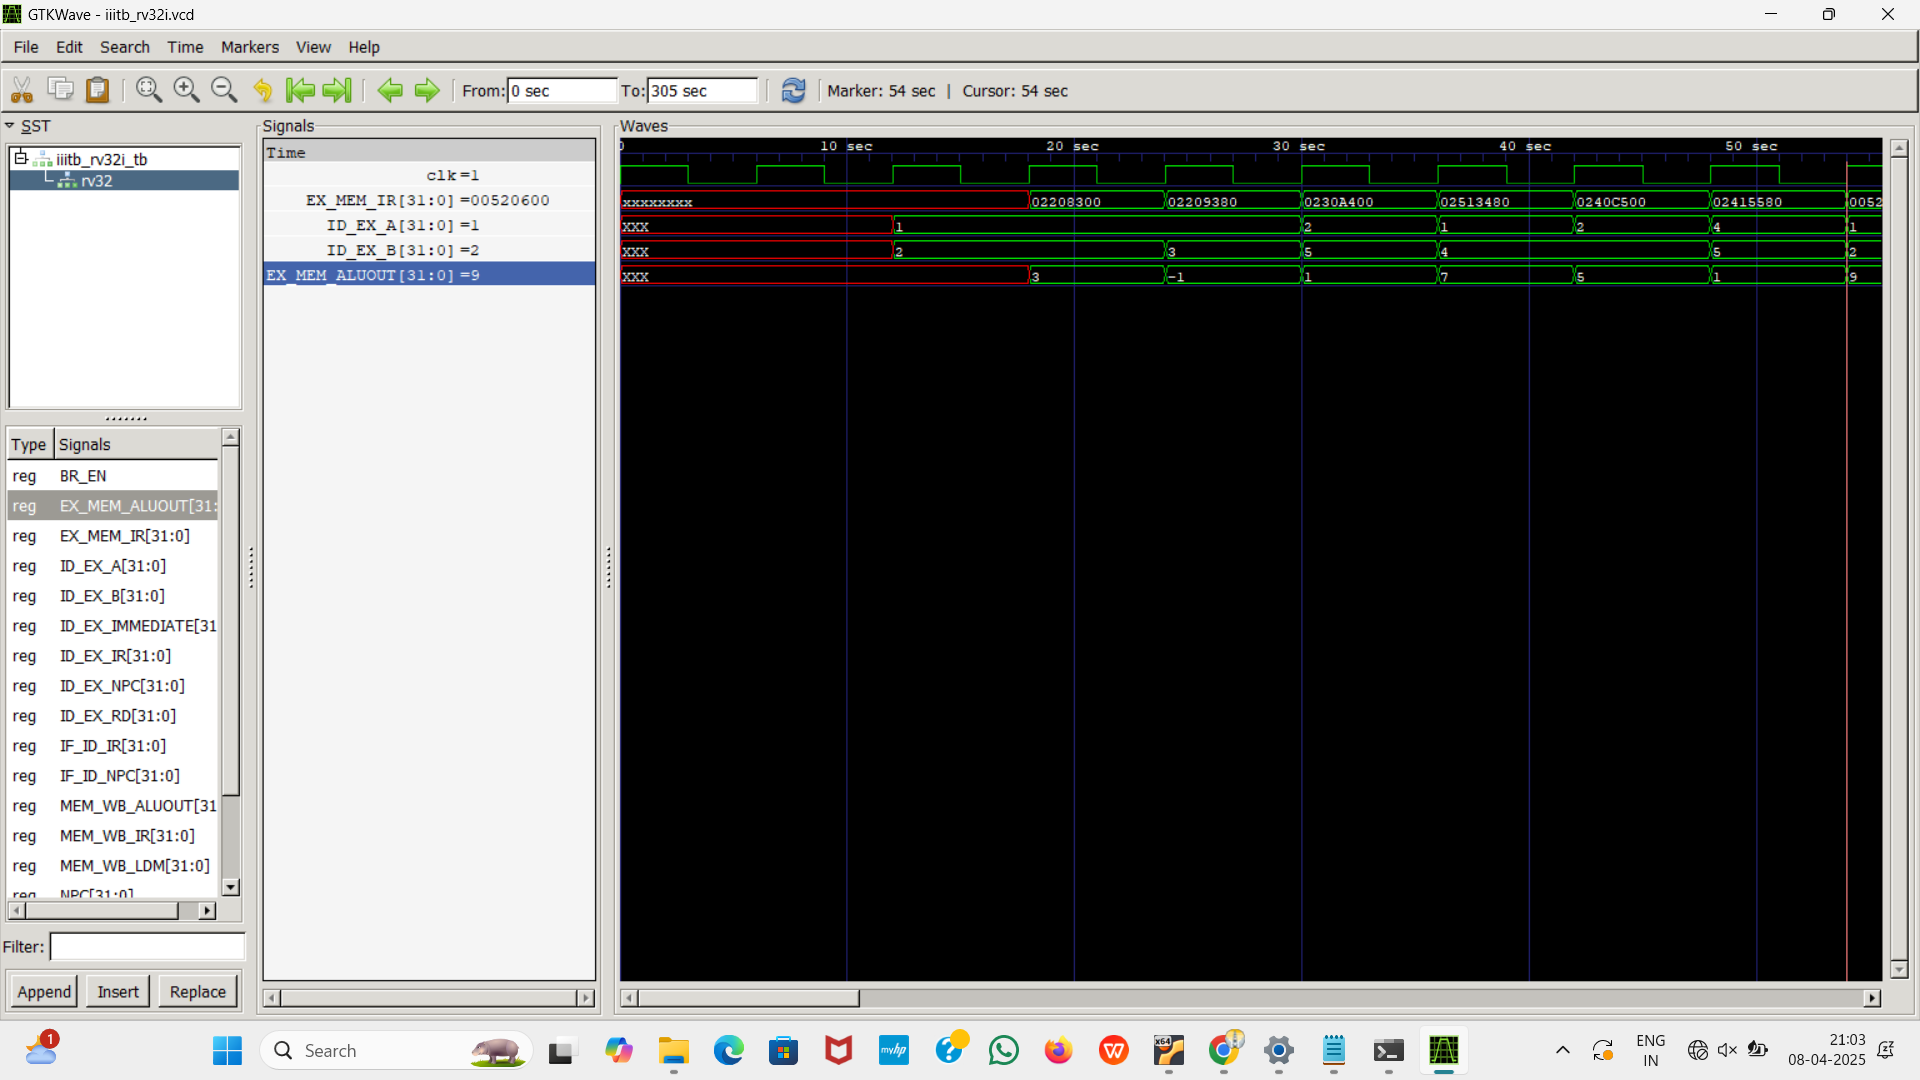 GTKWave - iiitb_rv32i.vcd
File Edit Search Time Markers View Help
From: 0 sec To: 305 sec Marker: 54 sec | Cursor: 54 sec
SST
iiitb_rv32i_tb
rv32
Type Signals
reg BR_EN
reg EX_MEM_ALUOUT[31:
reg EX_MEM_IR[31:0]
reg ID_EX_A[31:0]
reg ID_EX_B[31:0]
reg ID_EX_IMMEDIATE[31
reg ID_EX_IR[31:0]
reg ID_EX_NPC[31:0]
reg ID_EX_RD[31:0]
reg IF_ID_IR[31:0]
reg IF_ID_NPC[31:0]
reg MEM_WB_ALUOUT[31
reg MEM_WB_IR[31:0]
reg MEM_WB_LDM[31:0]
reg NPC[31:0]
Filter:
Append Insert Replace
Signals
Time
clk=1
EX_MEM_IR[31:0]=00520600
ID_EX_A[31:0]=1
ID_EX_B[31:0]=2
EX_MEM_ALUOUT[31:0]=9
Waves
0 10 sec 20 sec 30 sec 40 sec 50 sec
xxxxxxxx 02208300 02209380 0230A400 02513480 0240C500 02415580 0052
XXX 1 2 1 2 4 1
XXX 2 3 5 4 5 2
XXX 3 -1 1 7 5 1 9
1
Search
myhp
x64
ENG
IN
21:03
08-04-2025